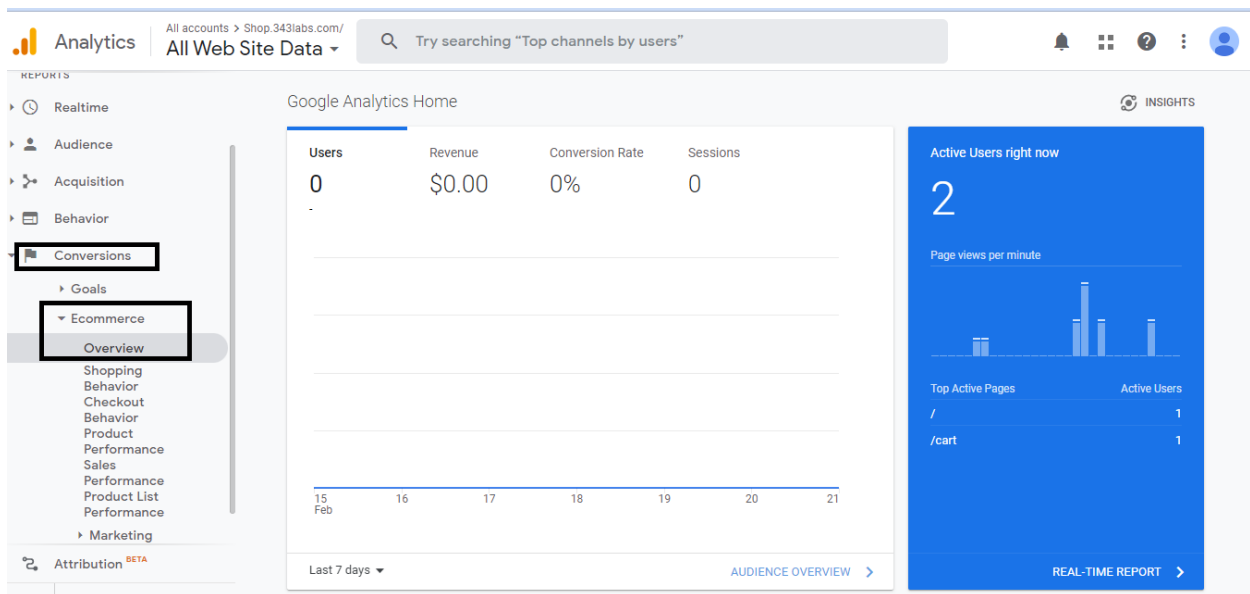 Analytics
All accounts > Shop.343labs.com/
All Web Site Data
Try searching "Top channels by users"
REPORTS
Realtime
Audience
Acquisition
Behavior
Conversions
Goals
Ecommerce
Overview
Shopping
Behavior
Checkout
Behavior
Product
Performance
Sales
Performance
Product List
Performance
Marketing
Attribution BETA
Google Analytics Home
INSIGHTS
Users Revenue Conversion Rate Sessions
0 $0.00 0% 0
-
15 16 17 18 19 20 21
Feb
Last 7 days
AUDIENCE OVERVIEW >
Active Users right now
2
Page views per minute
Top Active Pages Active Users
/ 1
/cart 1
REAL-TIME REPORT >